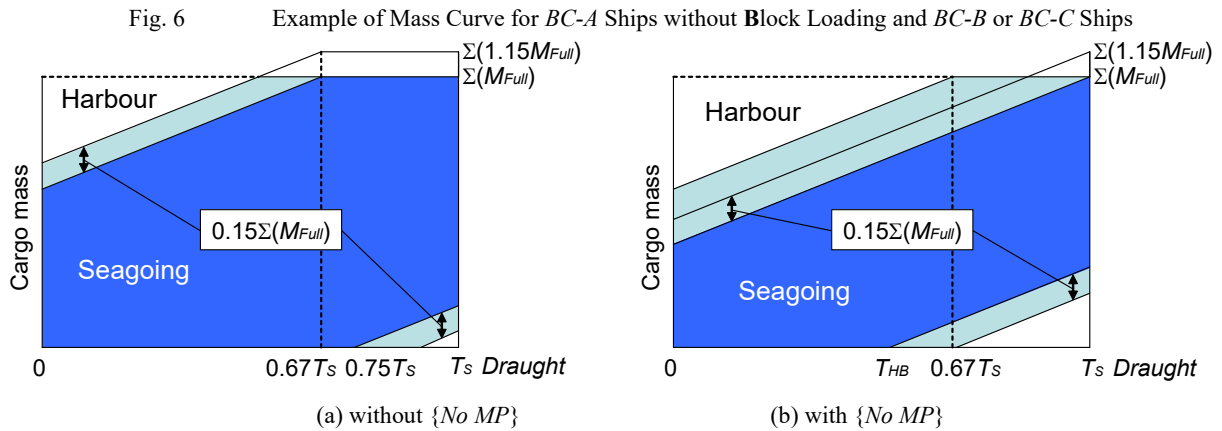 Fig. 6 Example of Mass Curve for BC-A Ships without Block Loading and BC-B or BC-C Ships
Σ(1.15MFull)
Σ(MFull)
Harbour
Cargo mass
0.15Σ(MFull)
Seagoing
0 0.67TS 0.75TS TS Draught
(a) without {No MP}
Σ(1.15MFull)
Σ(MFull)
Harbour
Cargo mass
0.15Σ(MFull)
Seagoing
0 THB 0.67TS TS Draught
(b) with {No MP}